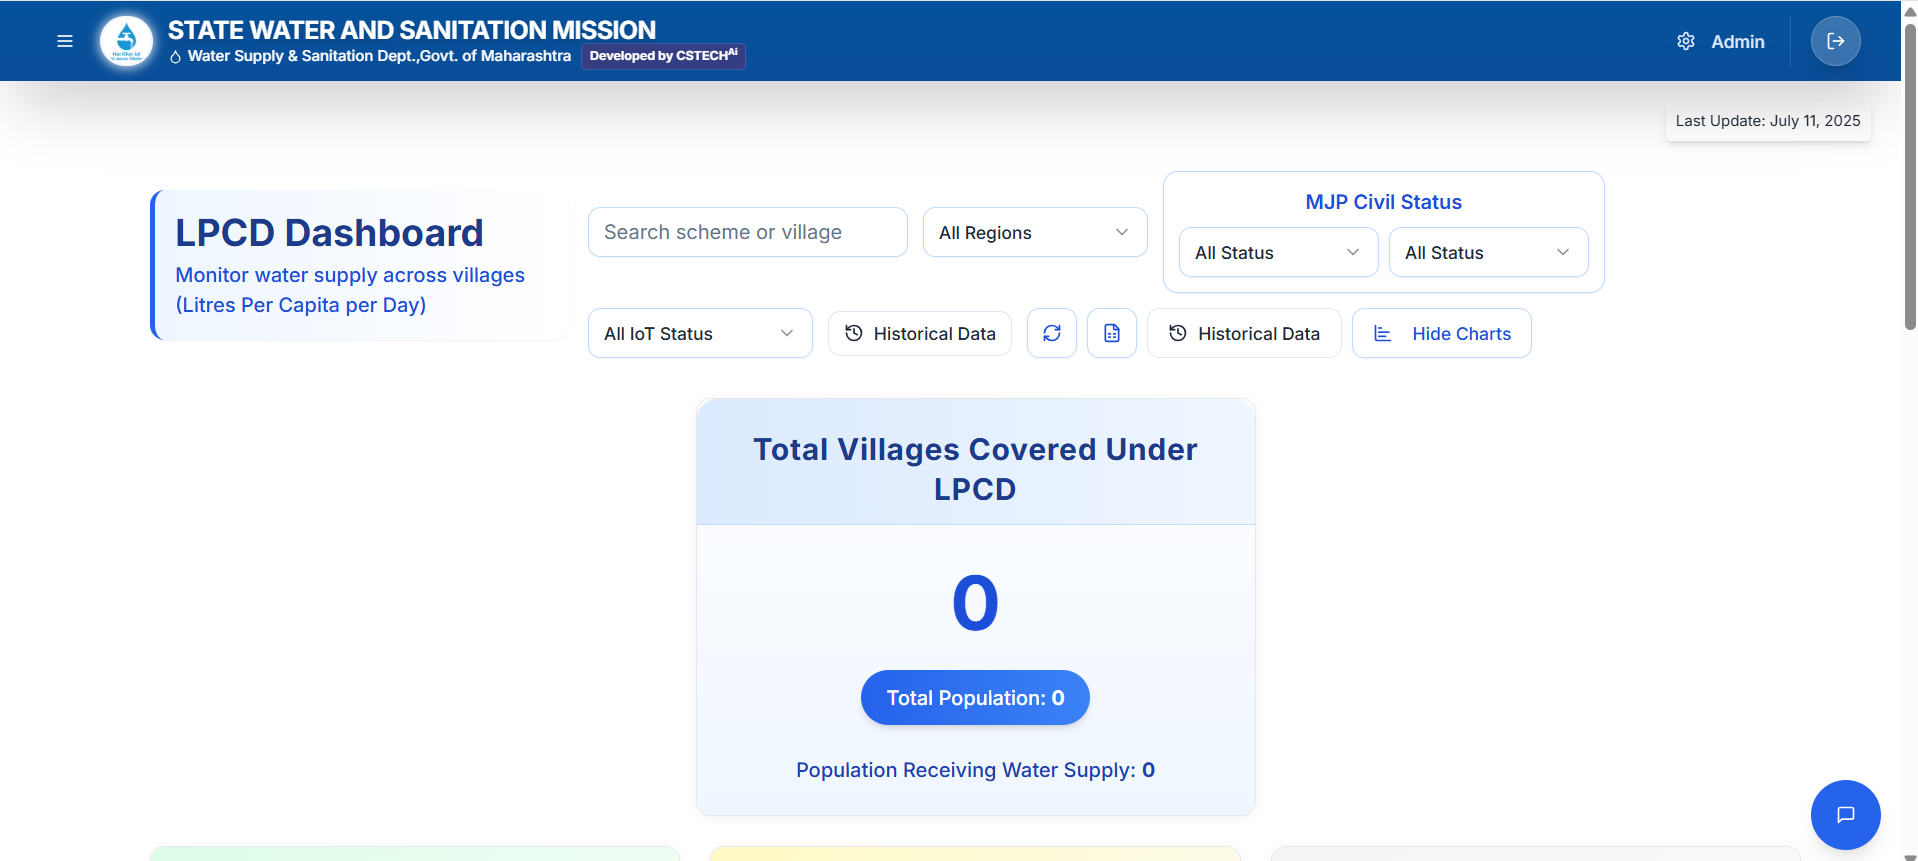 STATE WATER AND SANITATION MISSION
Water Supply & Sanitation Dept.,Govt. of Maharashtra
Developed by CSTECHAi
Admin
Last Update: July 11, 2025
LPCD Dashboard
Monitor water supply across villages
(Litres Per Capita per Day)
Search scheme or village
All Regions
MJP Civil Status
All Status
All Status
All IoT Status
Historical Data
Historical Data
Hide Charts
Total Villages Covered Under
LPCD
0
Total Population: 0
Population Receiving Water Supply: 0